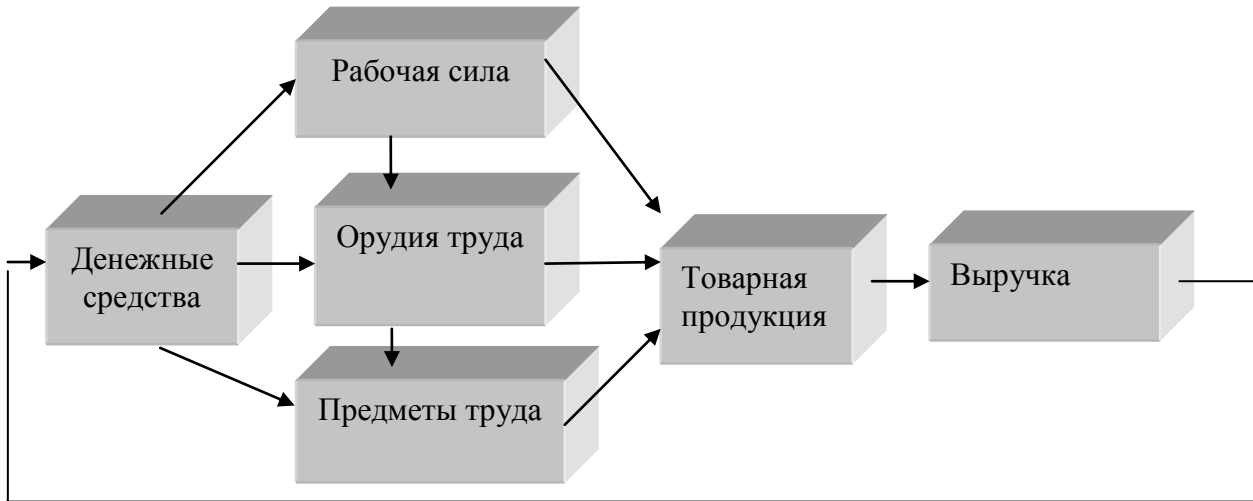 Рабочая сила
Орудия труда
Денежные
средства
Товарная
продукция
Выручка
Предметы труда